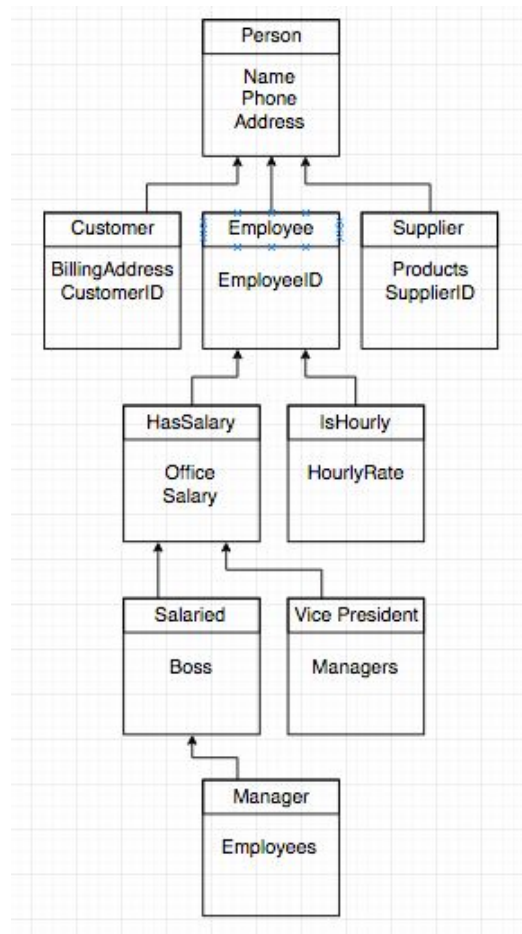 Person
Name
Phone
Address
Customer
BillingAddress
CustomerID
Employee
EmployeeID
Supplier
Products
SupplierID
HasSalary
Office
Salary
IsHourly
HourlyRate
Salaried
Boss
Vice President
Managers
Manager
Employees